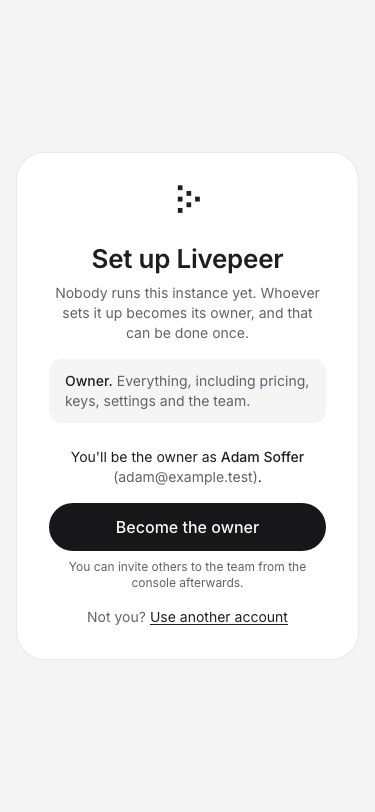 Set up Livepeer
Nobody runs this instance yet. Whoever
sets it up becomes its owner, and that
can be done once.
Owner. Everything, including pricing,
keys, settings and the team.
You'll be the owner as Adam Soffer
(adam@example.test).
Become the owner
You can invite others to the team from the
console afterwards.
Not you? Use another account